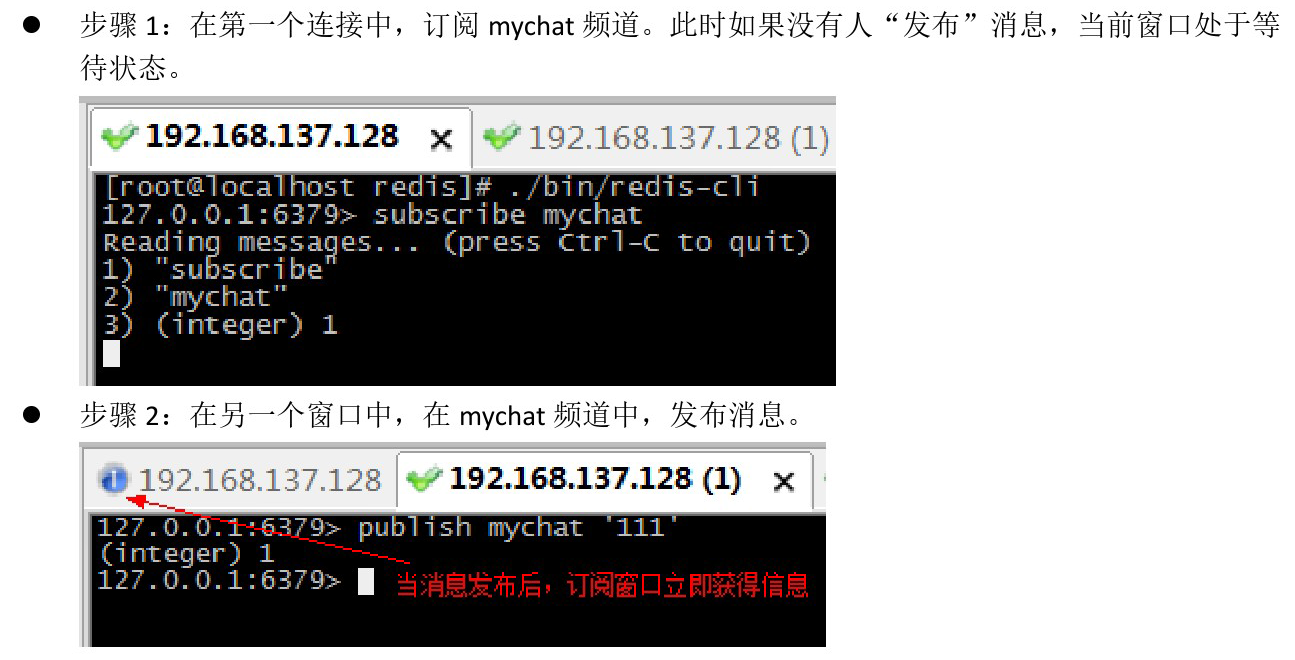 ● 步骤 1：在第一个连接中，订阅 mychat 频道。此时如果没有人“发布”消息，当前窗口处于等
待状态。
192.168.137.128 x 192.168.137.128 (1)
[root@localhost redis]# ./bin/redis-cli
127.0.0.1:6379> subscribe mychat
Reading messages... (press Ctrl-C to quit)
1) "subscribe"
2) "mychat"
3) (integer) 1
● 步骤 2：在另一个窗口中，在 mychat 频道中，发布消息。
192.168.137.128 192.168.137.128 (1) x
127.0.0.1:6379> publish mychat '111'
(integer) 1
127.0.0.1:6379> 当消息发布后，订阅窗口立即获得信息